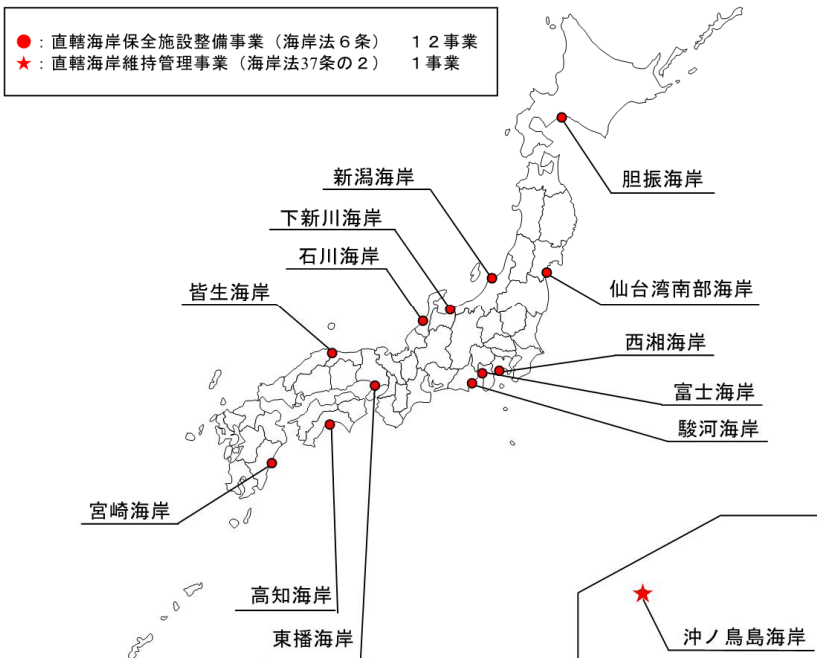 ●：直轄海岸保全施設整備事業（海岸法６条）　１２事業
★：直轄海岸維持管理事業（海岸法37条の２）　１事業
胆振海岸
新潟海岸
下新川海岸
石川海岸
皆生海岸
仙台湾南部海岸
西湘海岸
富士海岸
駿河海岸
宮崎海岸
高知海岸
東播海岸
沖ノ鳥島海岸